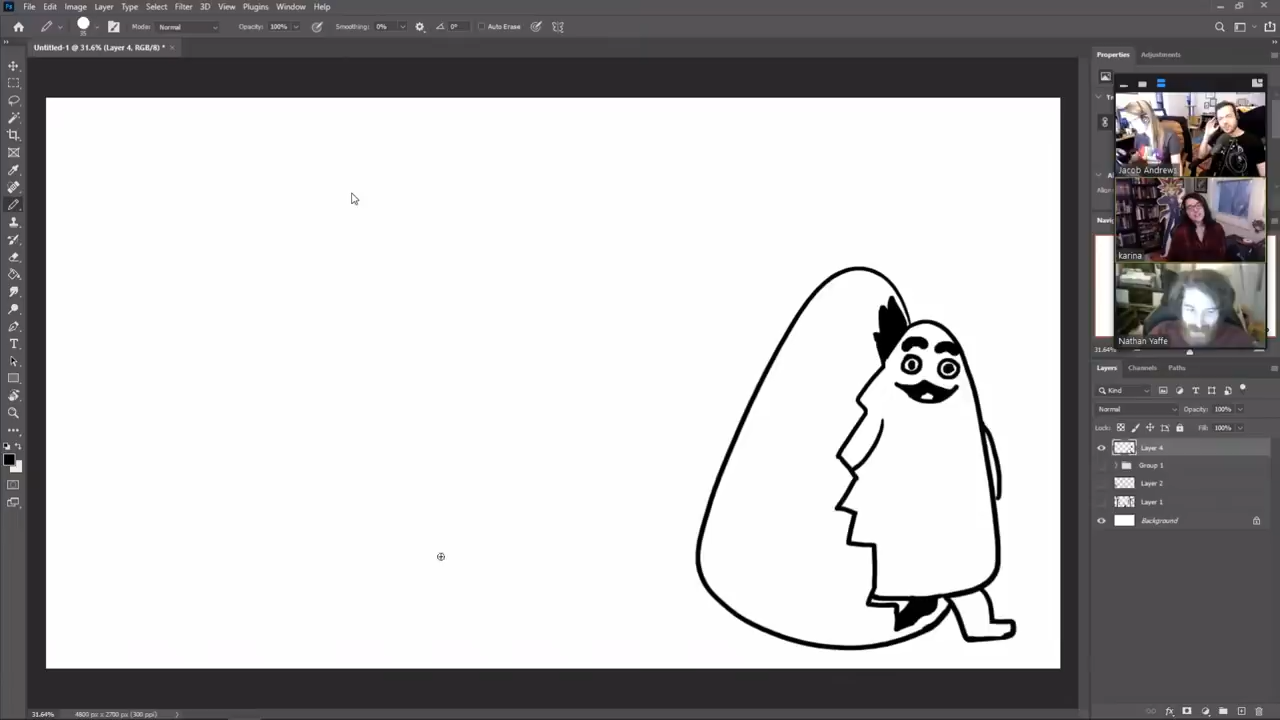 File Edit Image Layer Type Select Filter 3D View Plugins Window Help
35 Mode: Normal Opacity: 100% Smoothing: 0% 0° Auto Erase
Untitled-1 @ 31.6% (Layer 4, RGB/8) *
Properties Adjustments
Jacob Andrews
karina
Nathan Yaffe
Layers Channels Paths
Kind
Normal Opacity: 100%
Lock: Fill: 100%
Layer 4
Group 1
Layer 2
Layer 1
Background
31.64% 4800 px x 2700 px (300 ppi)